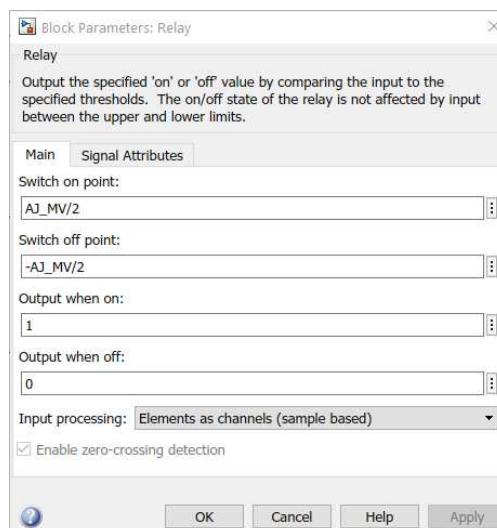 Block Parameters: Relay
Relay
Output the specified 'on' or 'off' value by comparing the input to the
specified thresholds. The on/off state of the relay is not affected by input
between the upper and lower limits.
Main Signal Attributes
Switch on point:
AJ_MV/2
Switch off point:
-AJ_MV/2
Output when on:
1
Output when off:
0
Input processing: Elements as channels (sample based)
Enable zero-crossing detection
OK Cancel Help Apply